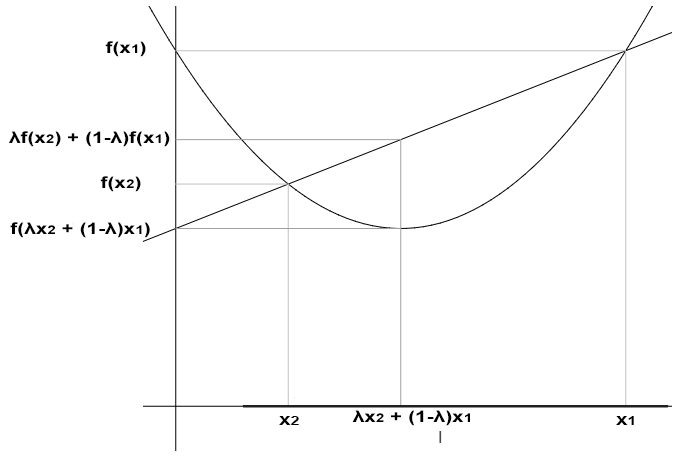 f(x1)
λf(x2) + (1-λ)f(x1)
f(x2)
f(λx2 + (1-λ)x1)
x2
λx2 + (1-λ)x1
x1
I